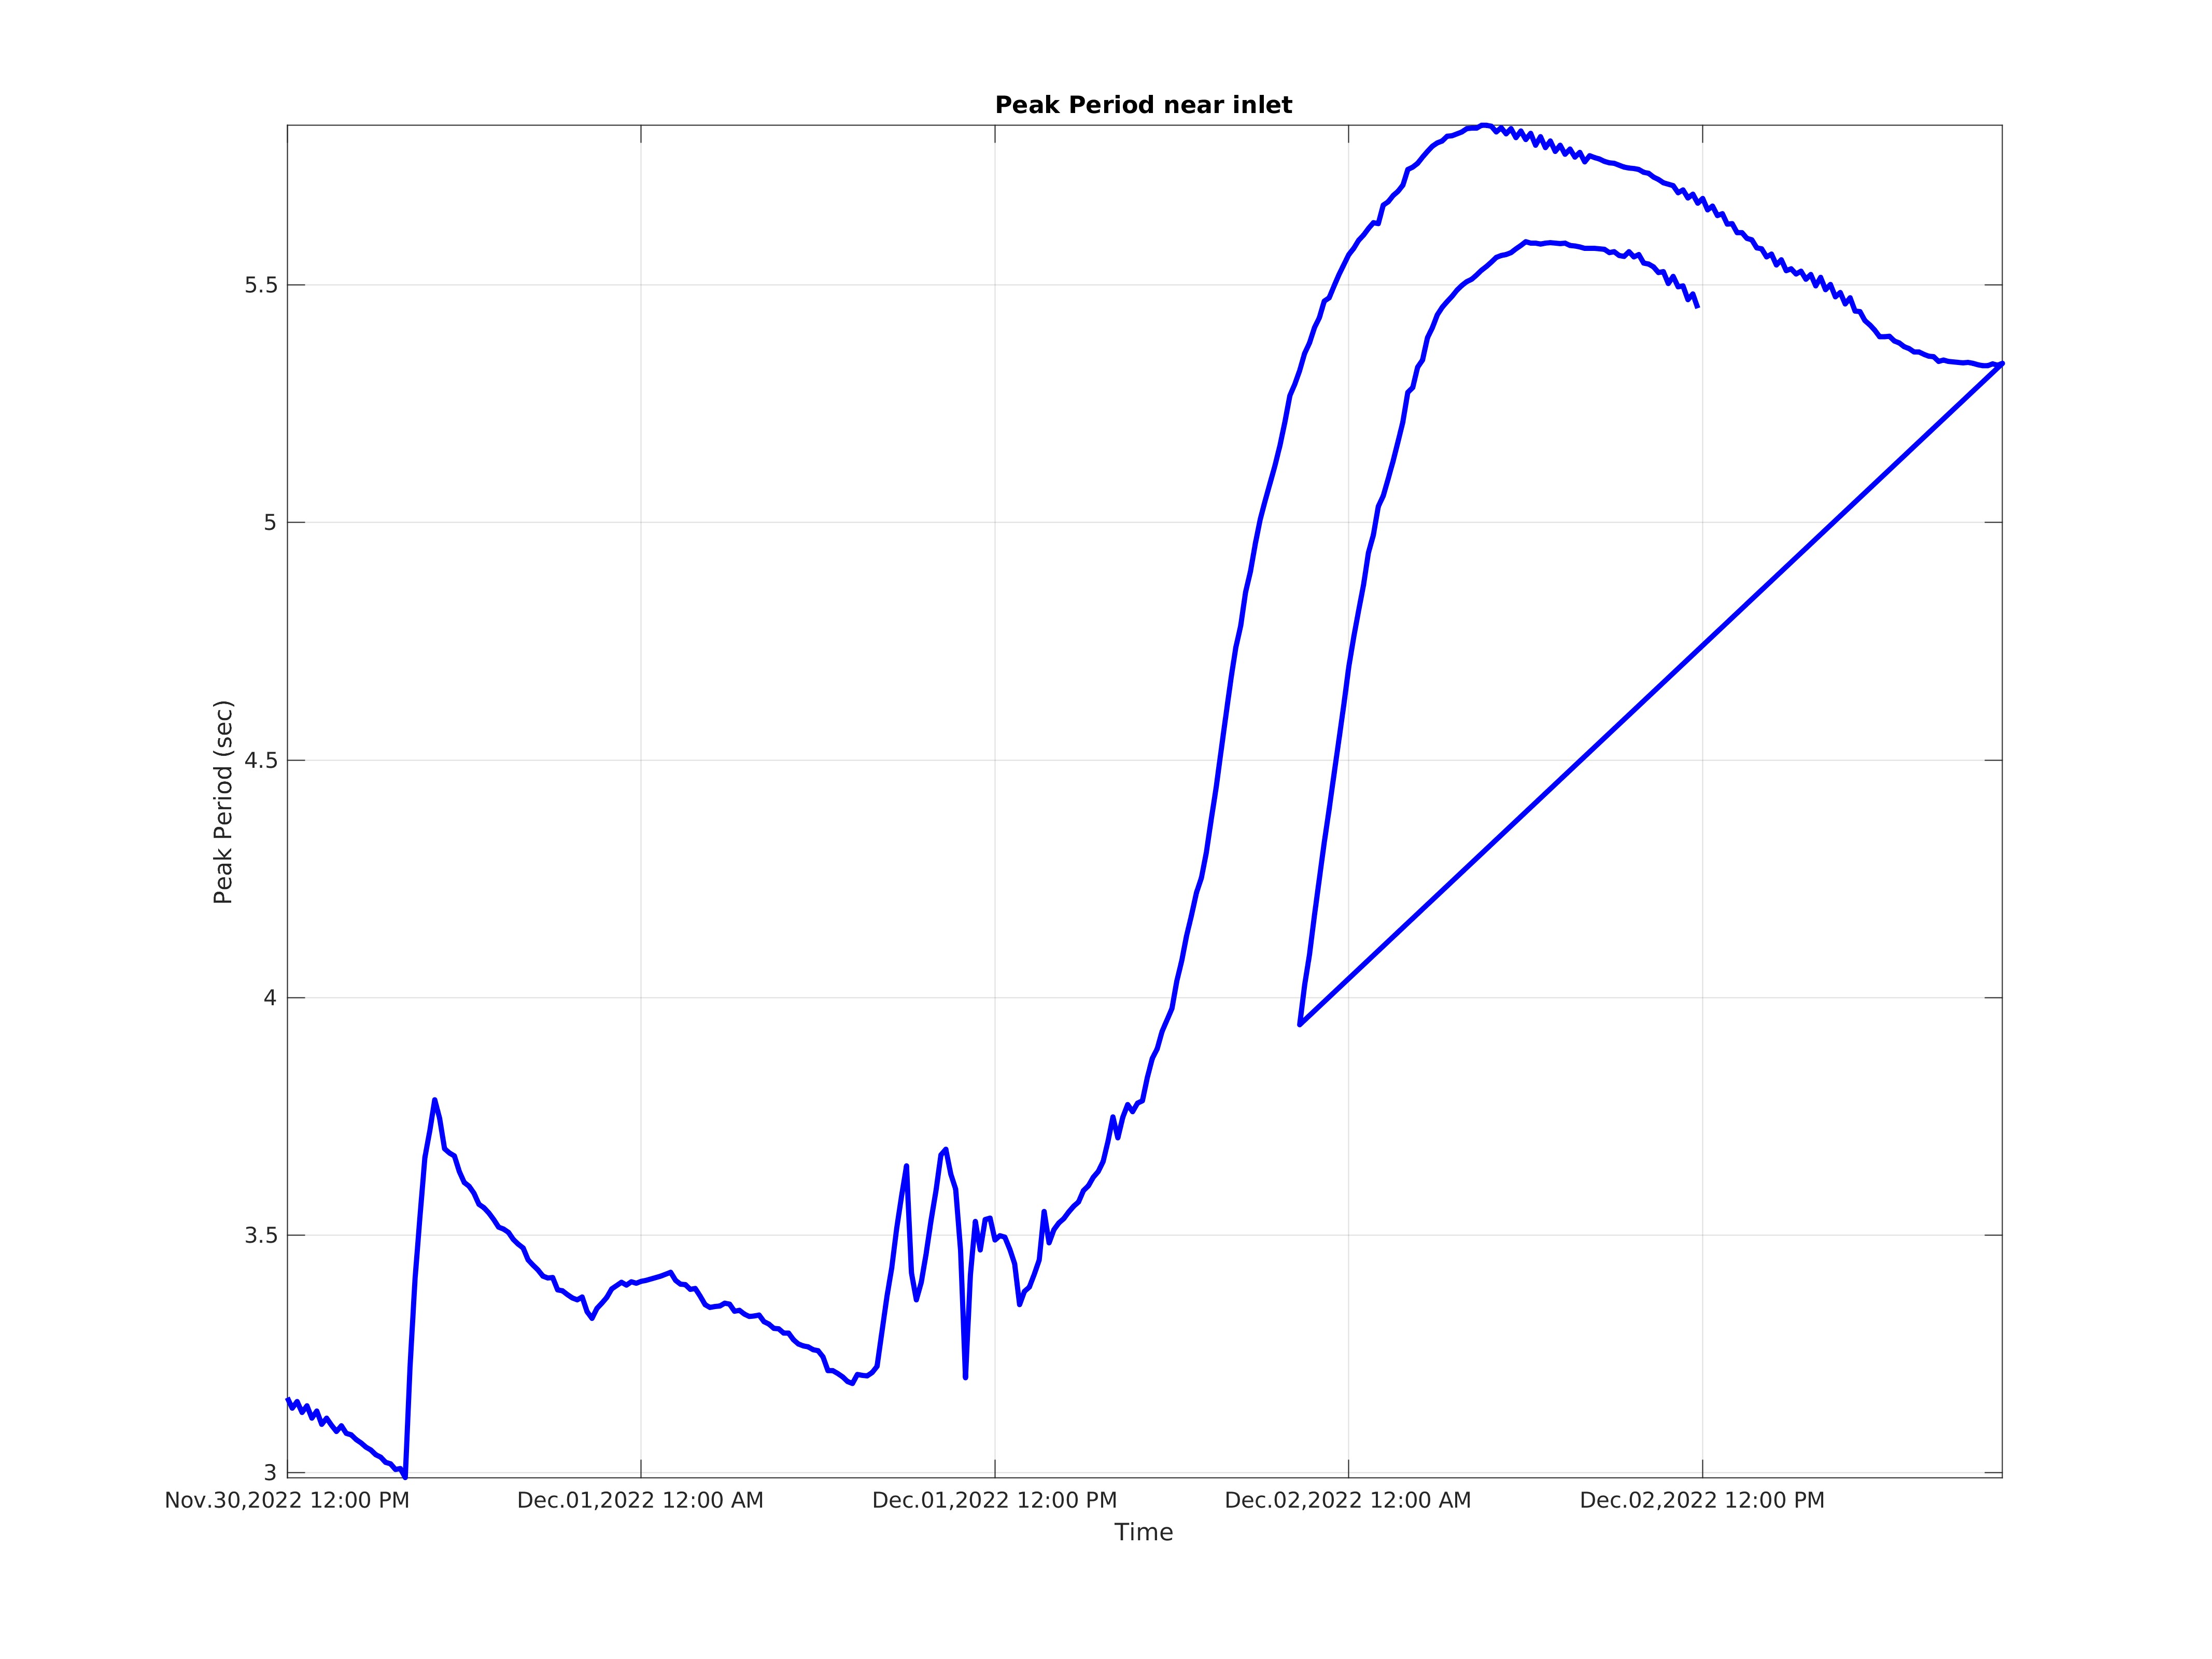 Peak Period near inlet
5.5
5
4.5
4
3.5
3
Peak Period (sec)
Nov.30,2022 12:00 PM
Dec.01,2022 12:00 AM
Dec.01,2022 12:00 PM
Dec.02,2022 12:00 AM
Dec.02,2022 12:00 PM
Time